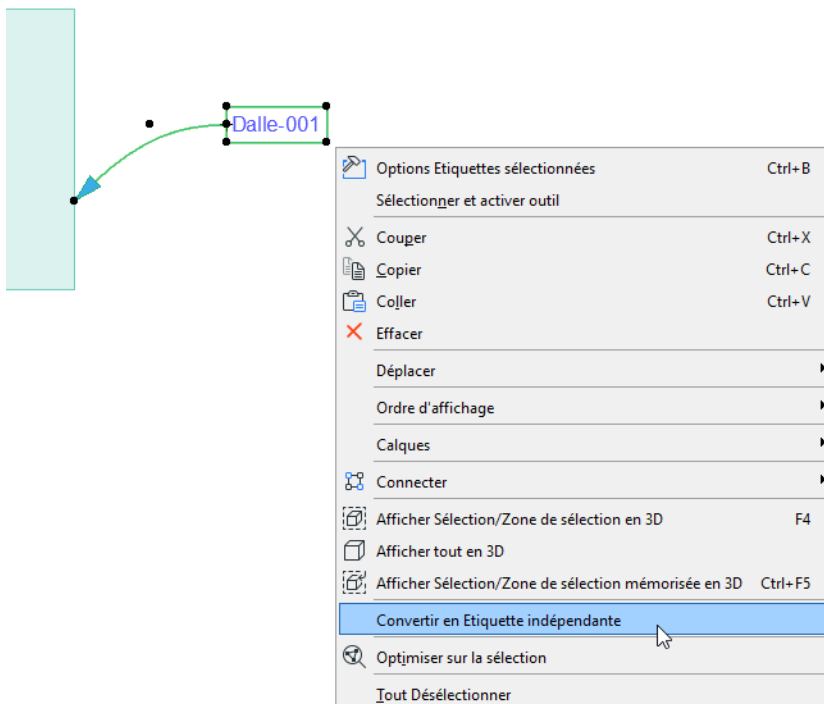 Dalle-001
Options Etiquettes sélectionnées Ctrl+B
Sélectionner et activer outil
Couper Ctrl+X
Copier Ctrl+C
Coller Ctrl+V
Effacer
Déplacer
Ordre d'affichage
Calques
Connecter
Afficher Sélection/Zone de sélection en 3D F4
Afficher tout en 3D
Afficher Sélection/Zone de sélection mémorisée en 3D Ctrl+F5
Convertir en Etiquette indépendante
Optimiser sur la sélection
Tout Désélectionner